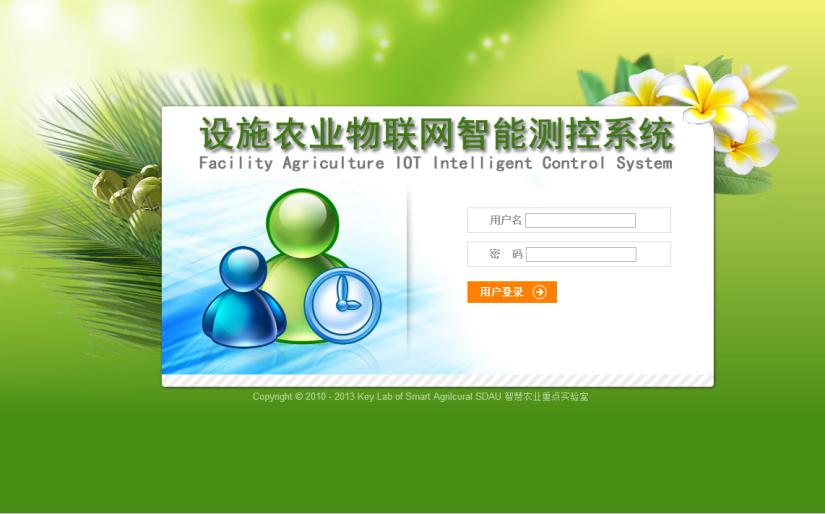 设施农业物联网智能测控系统
Facility Agriculture IOT Intelligent Control System
用户名
密 码
用户登录
Copyright © 2010 - 2013 Key Lab of Smart Agrilcural SDAU 智慧农业重点实验室